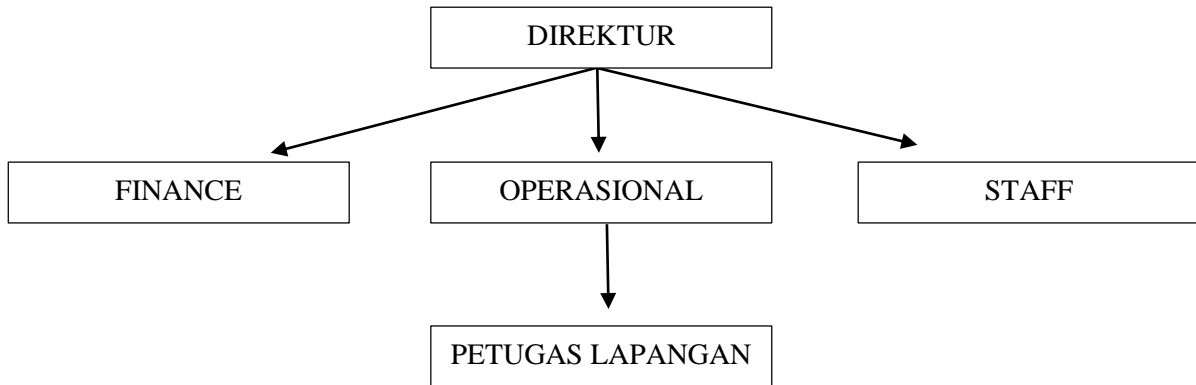 DIREKTUR
FINANCE
OPERASIONAL
STAFF
PETUGAS LAPANGAN